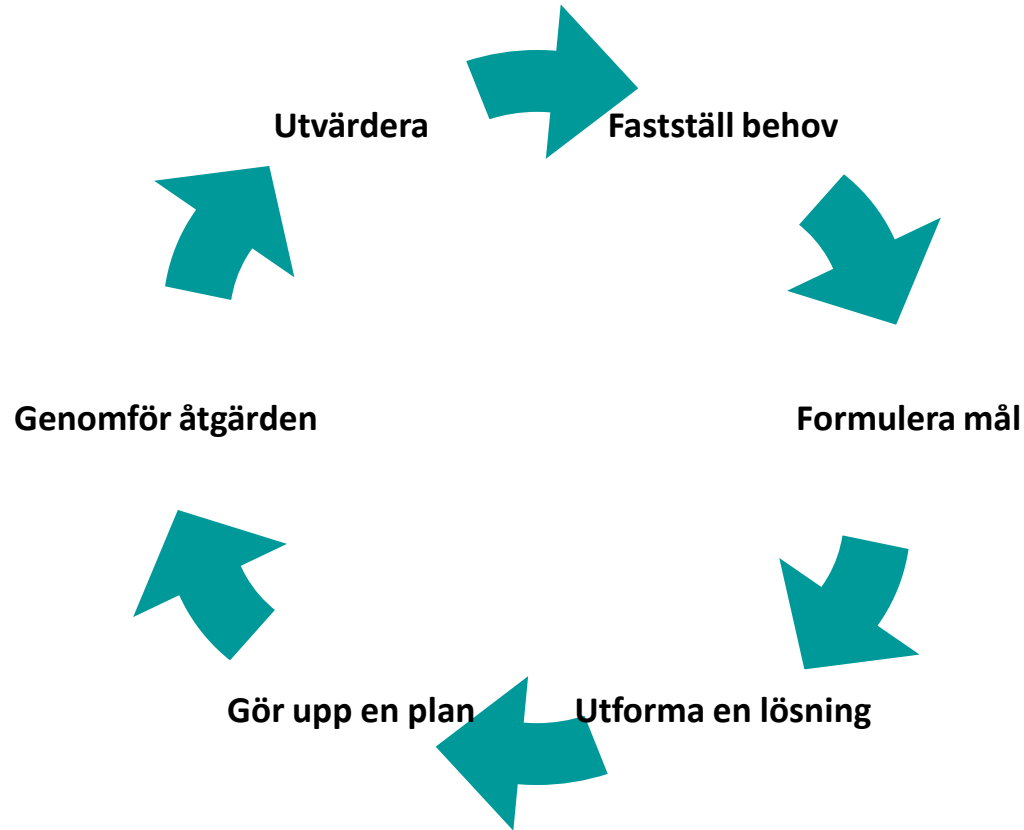 Utvärdera
Fastställ behov
Genomför åtgärden
Formulera mål
Gör upp en plan
Utforma en lösning